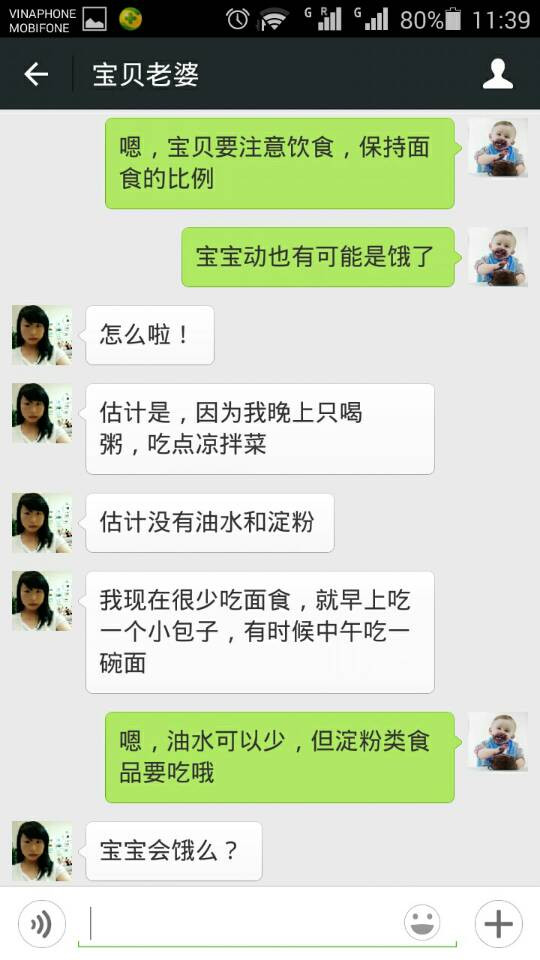 VINAPHONE
MOBIFONE
G R G 80% 11:39
宝贝老婆
嗯，宝贝要注意饮食，保持面
食的比例
宝宝动也有可能是饿了
怎么啦！
估计是，因为我晚上只喝
粥，吃点凉拌菜
估计没有油水和淀粉
我现在很少吃面食，就早上吃
一个小包子，有时候中午吃一
碗面
嗯，油水可以少，但淀粉类食
品要吃哦
宝宝会饿么？